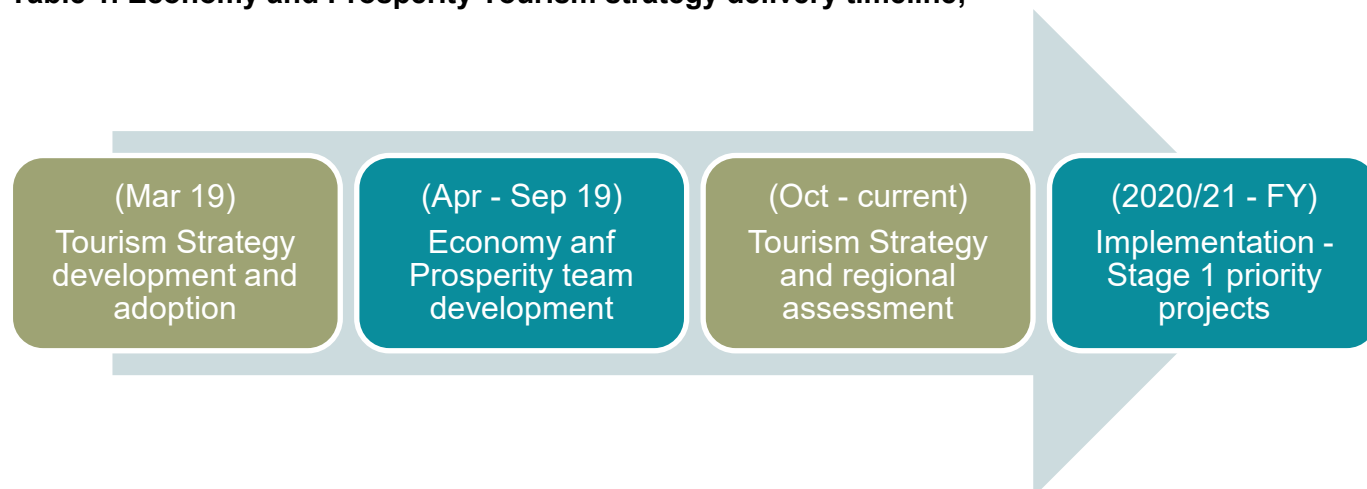 Table 1: Economy and Prosperity Tourism strategy delivery timeline;
(Mar 19)
Tourism Strategy
development and
adoption
(Apr - Sep 19)
Economy anf
Prosperity team
development
(Oct - current)
Tourism Strategy
and regional
assessment
(2020/21 - FY)
Implementation -
Stage 1 priority
projects